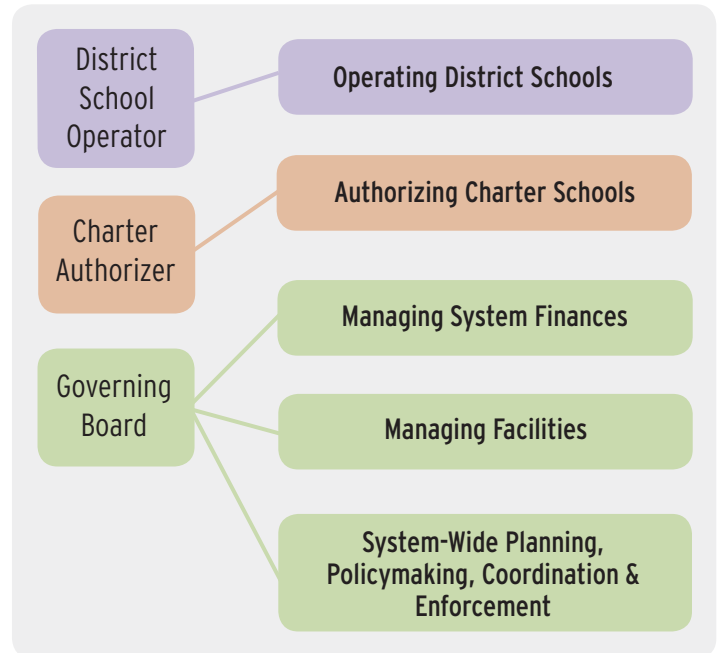 District
School
Operator
Operating District Schools
Charter
Authorizer
Authorizing Charter Schools
Governing
Board
Managing System Finances
Managing Facilities
System-Wide Planning,
Policymaking, Coordination &
Enforcement